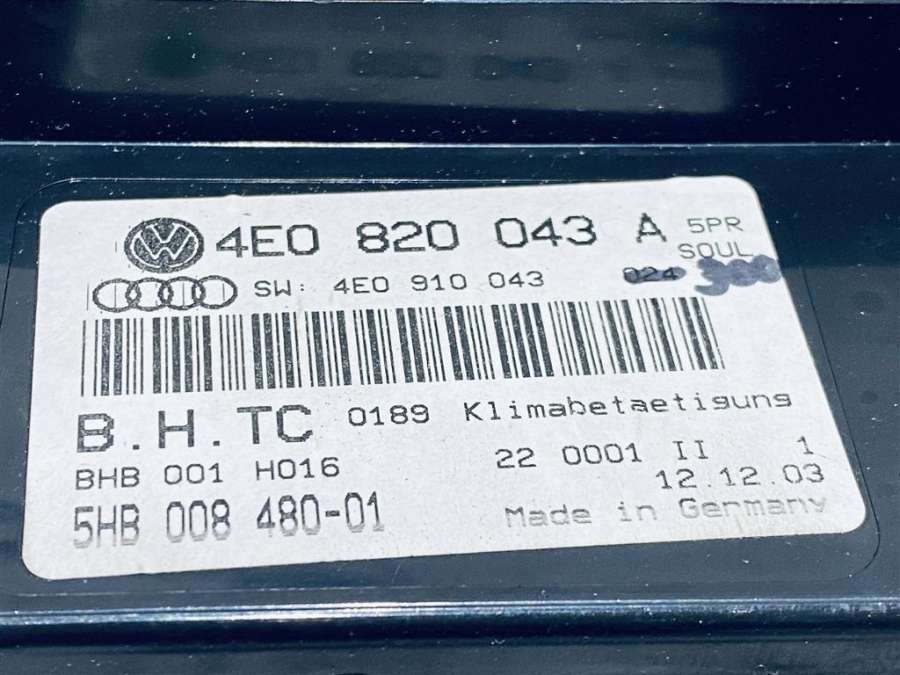 4E0 820 043 A 5PR
SOUL
SW: 4E0 910 043 024 300
B.H.TC 0189 Klimabetaetigung
BHB 001 H016 22 0001 II 1
12.12.03
5HB 008 480-01 Made in Germany